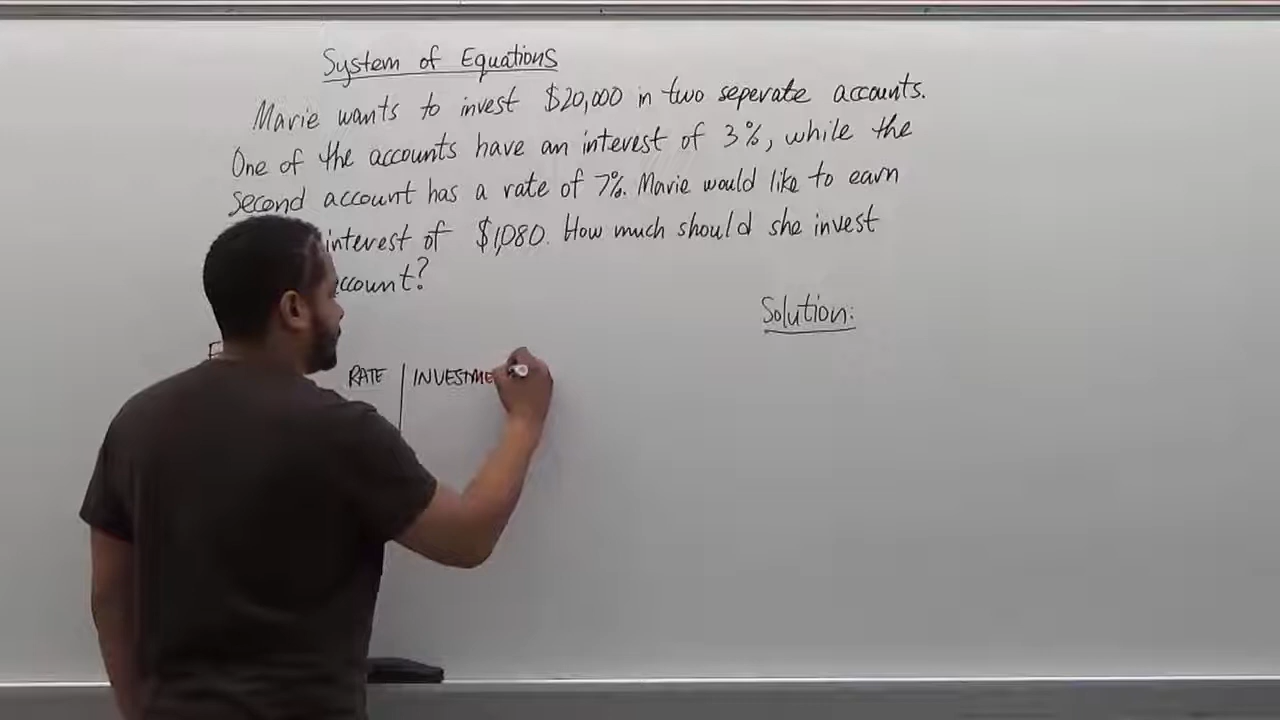 System of Equations
Marie wants to invest $20,000 in two seperate accounts.
One of the accounts have an interest of 3%, while the
second account has a rate of 7%. Marie would like to earn
interest of $1,080. How much should she invest
account?
Solution:
RATE INVESTME